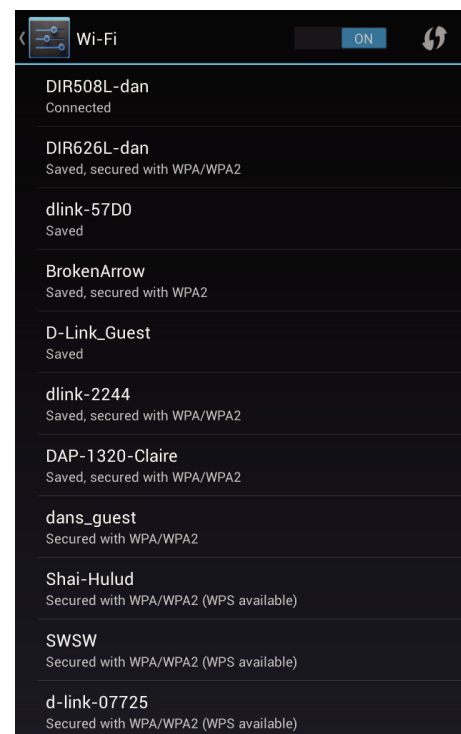 Wi-Fi ON
DIR508L-dan
Connected
DIR626L-dan
Saved, secured with WPA/WPA2
dlink-57D0
Saved
BrokenArrow
Saved, secured with WPA2
D-Link_Guest
Saved
dlink-2244
Saved, secured with WPA/WPA2
DAP-1320-Claire
Saved, secured with WPA/WPA2
dans_guest
Secured with WPA/WPA2
Shai-Hulud
Secured with WPA/WPA2 (WPS available)
SWSW
Secured with WPA/WPA2 (WPS available)
d-link-07725
Secured with WPA/WPA2 (WPS available)